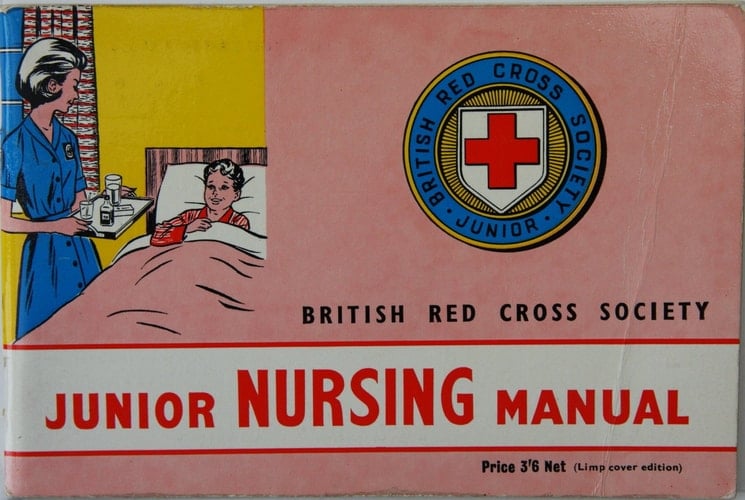 BRITISH RED CROSS SOCIETY
· JUNIOR ·
BRITISH RED CROSS SOCIETY
JUNIOR NURSING MANUAL
Price 3'6 Net (Limp cover edition)